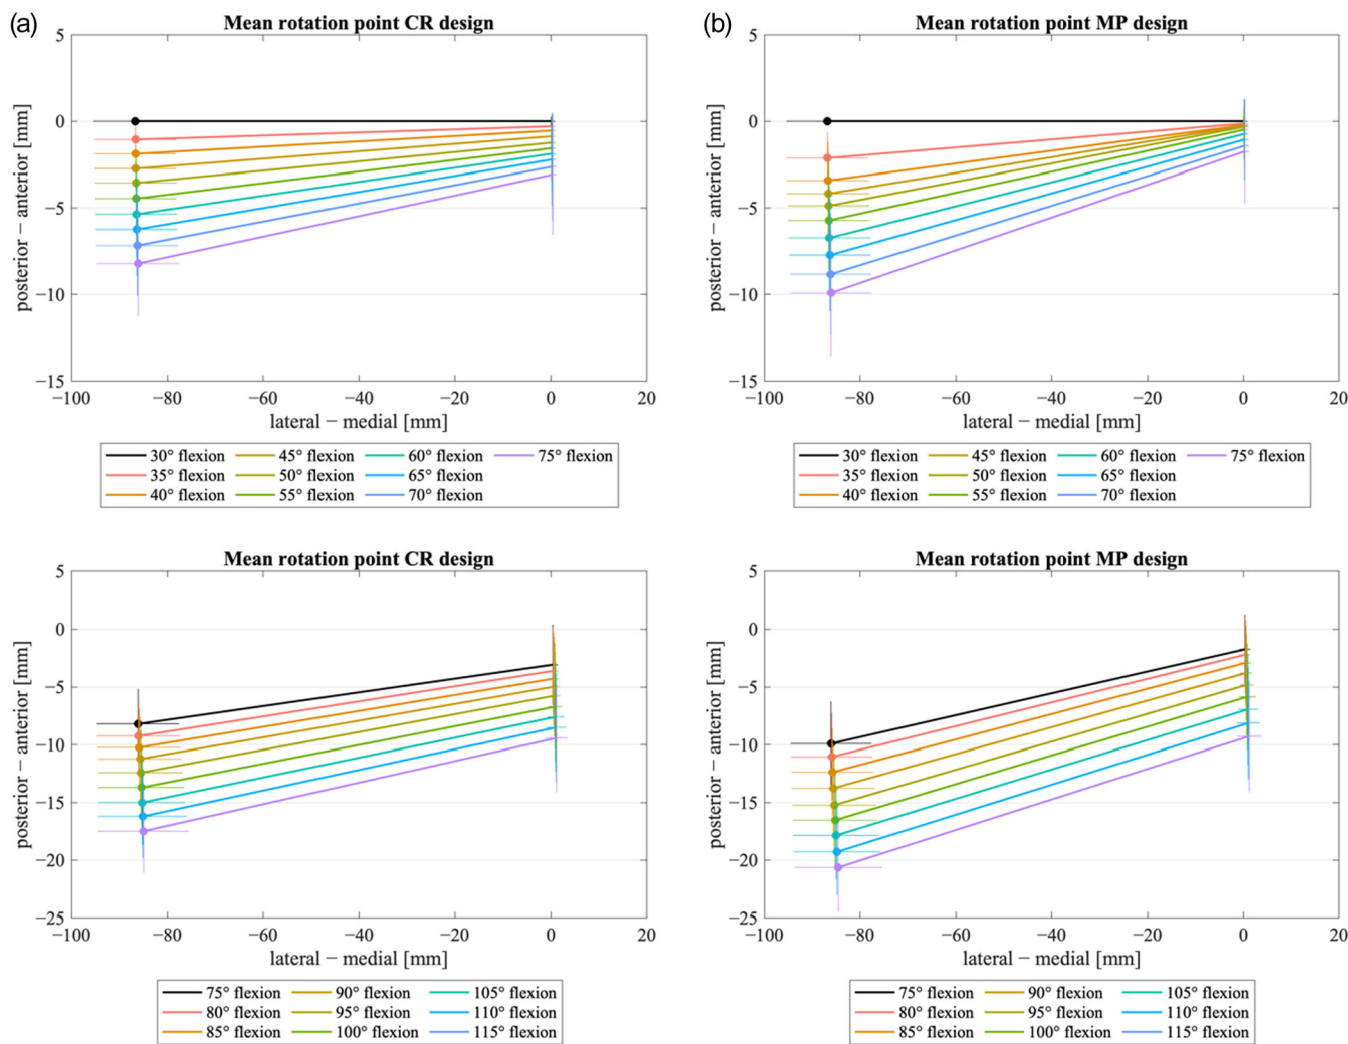 (a)
Mean rotation point CR design
5
0
−5
−10
−15
posterior − anterior [mm]
−100 −80 −60 −40 −20 0 20
lateral − medial [mm]
30° flexion 45° flexion 60° flexion 75° flexion
35° flexion 50° flexion 65° flexion
40° flexion 55° flexion 70° flexion
(b)
Mean rotation point MP design
5
0
−5
−10
−15
posterior − anterior [mm]
−100 −80 −60 −40 −20 0 20
lateral − medial [mm]
30° flexion 45° flexion 60° flexion 75° flexion
35° flexion 50° flexion 65° flexion
40° flexion 55° flexion 70° flexion
Mean rotation point CR design
5
0
−5
−10
−15
−20
−25
posterior − anterior [mm]
−100 −80 −60 −40 −20 0 20
lateral − medial [mm]
75° flexion 90° flexion 105° flexion
80° flexion 95° flexion 110° flexion
85° flexion 100° flexion 115° flexion
Mean rotation point MP design
5
0
−5
−10
−15
−20
−25
posterior − anterior [mm]
−100 −80 −60 −40 −20 0 20
lateral − medial [mm]
75° flexion 90° flexion 105° flexion
80° flexion 95° flexion 110° flexion
85° flexion 100° flexion 115° flexion